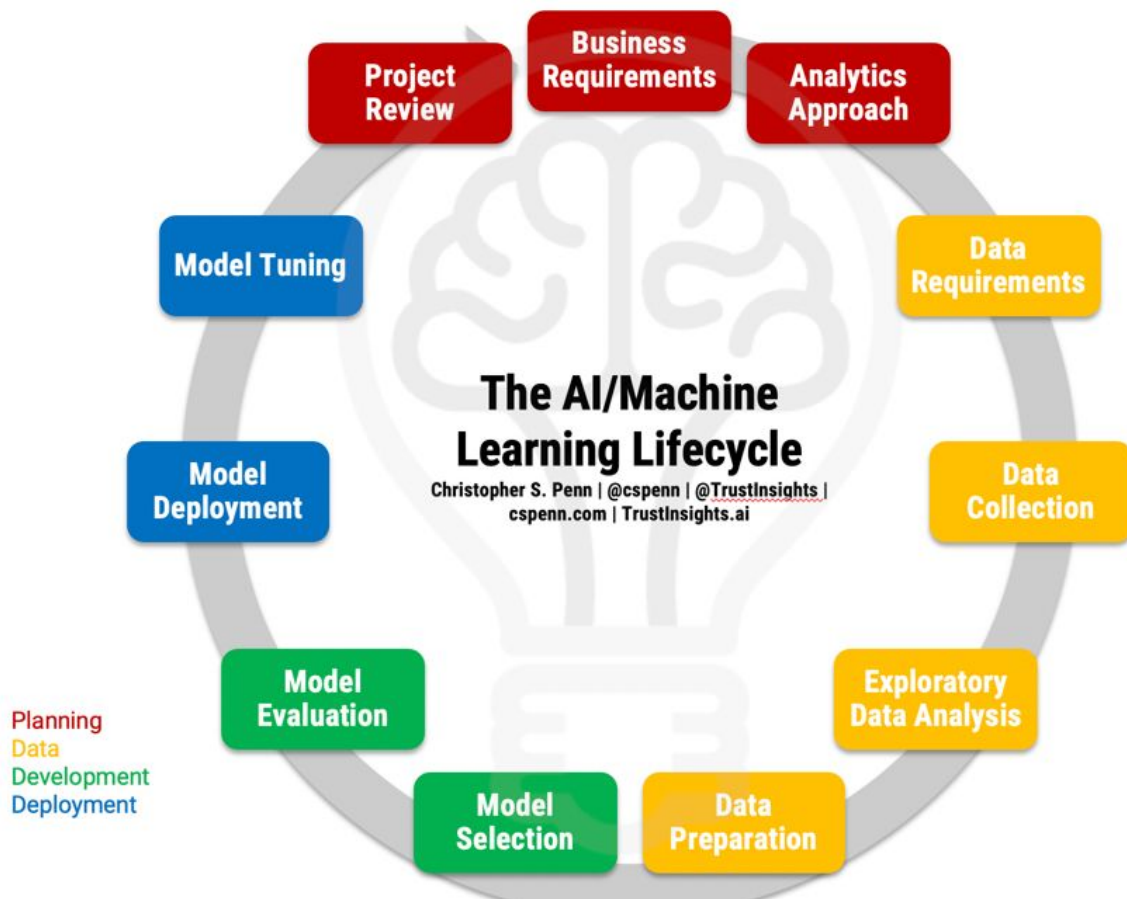 Business
Requirements
Analytics
Approach
Data
Requirements
Data
Collection
Exploratory
Data Analysis
Data
Preparation
Model
Selection
Model
Evaluation
Model
Deployment
Model Tuning
Project
Review
The AI/Machine
Learning Lifecycle
Christopher S. Penn | @cspenn | @TrustInsights |
cspenn.com | TrustInsights.ai
Planning
Data
Development
Deployment